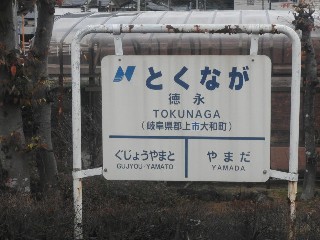 とくなが
徳永
TOKUNAGA
(岐阜県郡上市大和町)
ぐじょうやまと やまだ
GUJYOU-YAMATO YAMADA